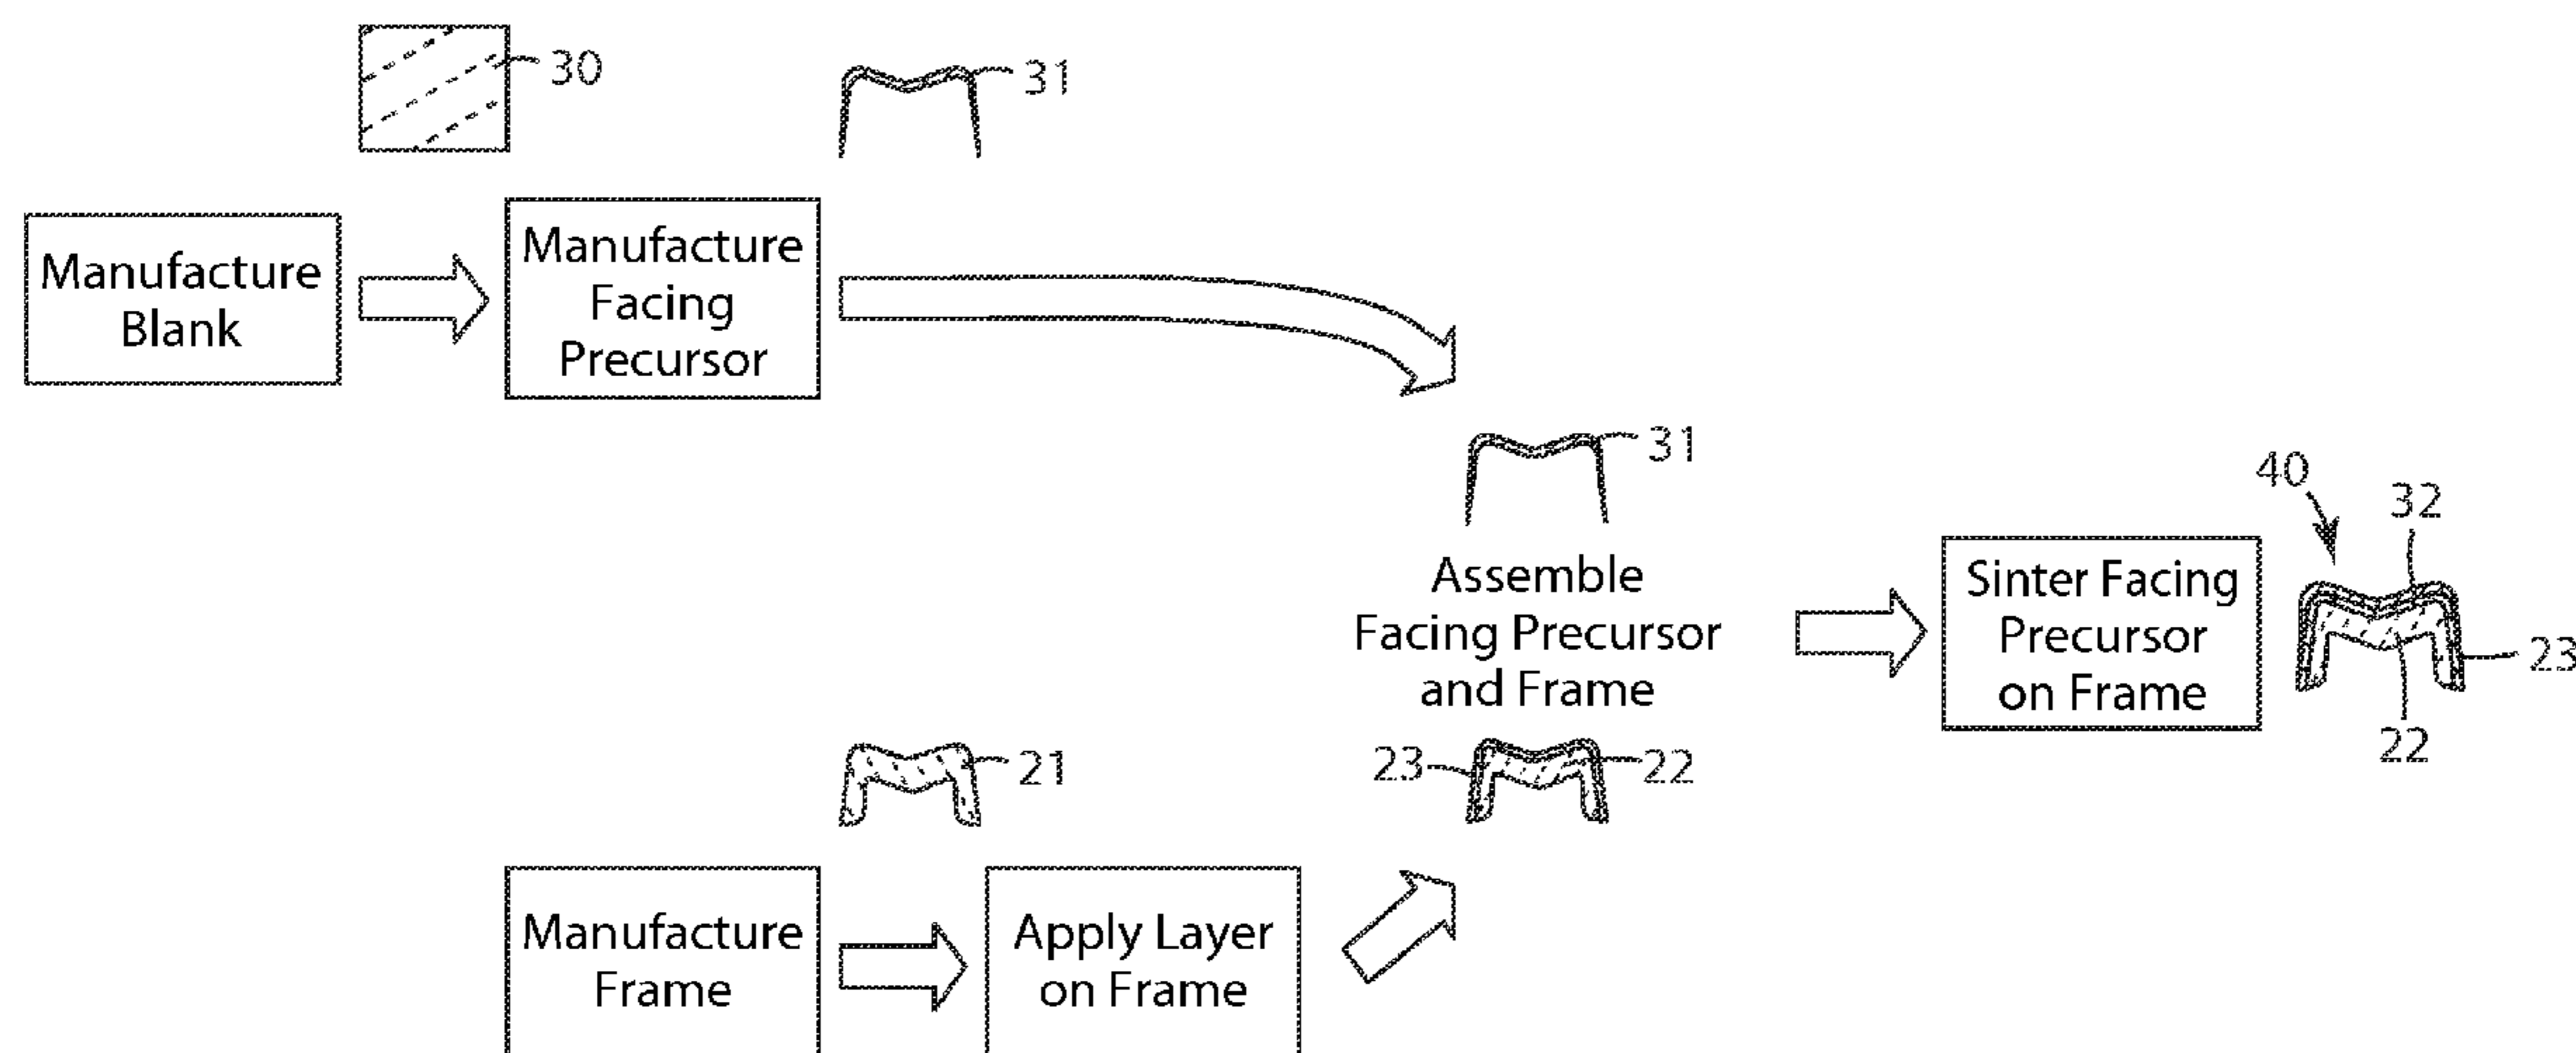 30
31
Manufacture
Blank
Manufacture
Facing
Precursor
31
40
32
Assemble
Facing Precursor
and Frame
Sinter Facing
Precursor
on Frame
23
22
21
23
22
Manufacture
Frame
Apply Layer
on Frame